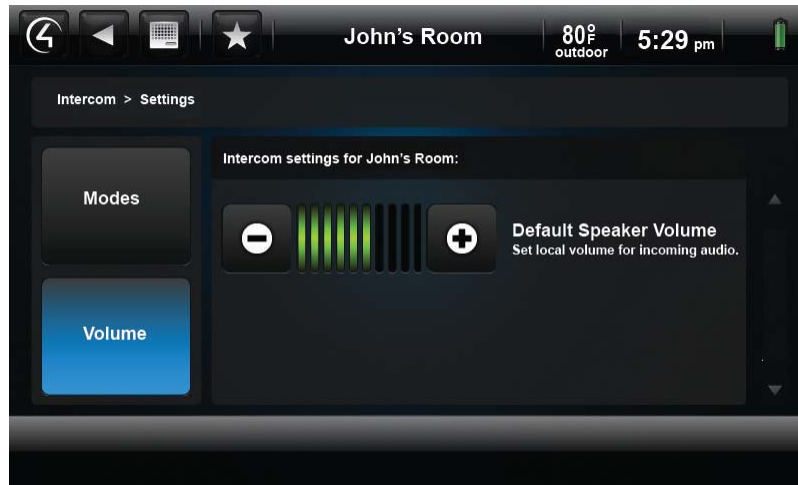 John's Room
80°F
outdoor
5:29 pm
Intercom > Settings
Intercom settings for John's Room:
Modes
Default Speaker Volume
Set local volume for incoming audio.
Volume